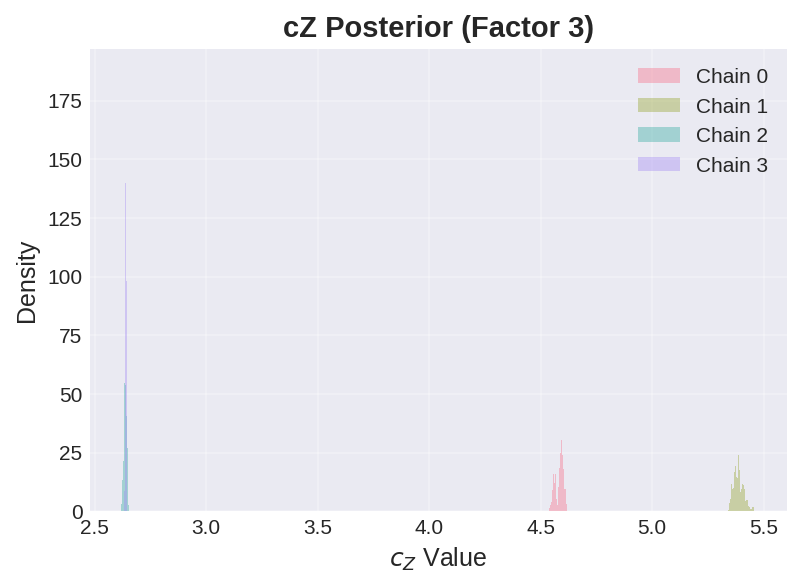 cZ Posterior (Factor 3)
Chain 0
Chain 1
Chain 2
Chain 3
175
150
125
100
75
50
25
0
Density
2.5 3.0 3.5 4.0 4.5 5.0 5.5
c_Z Value